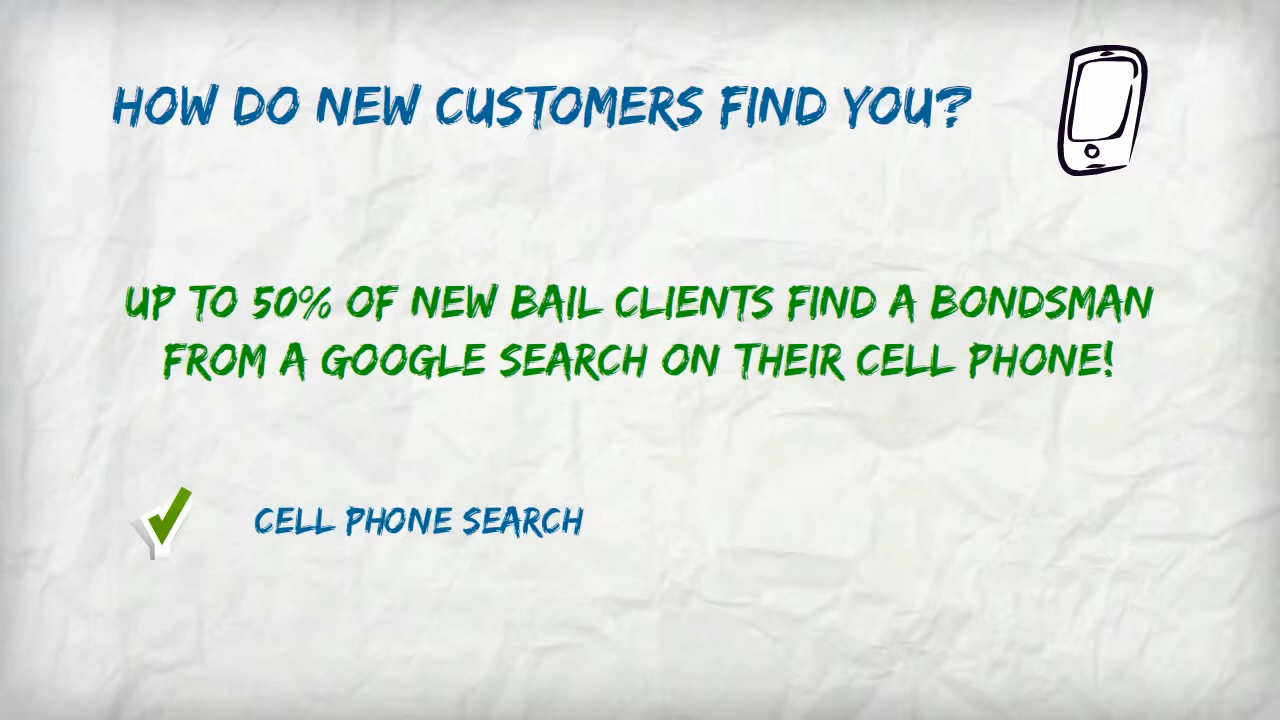 HOW DO NEW CUSTOMERS FIND YOU?
UP TO 50% OF NEW BAIL CLIENTS FIND A BONDSMAN
FROM A GOOGLE SEARCH ON THEIR CELL PHONE!
CELL PHONE SEARCH